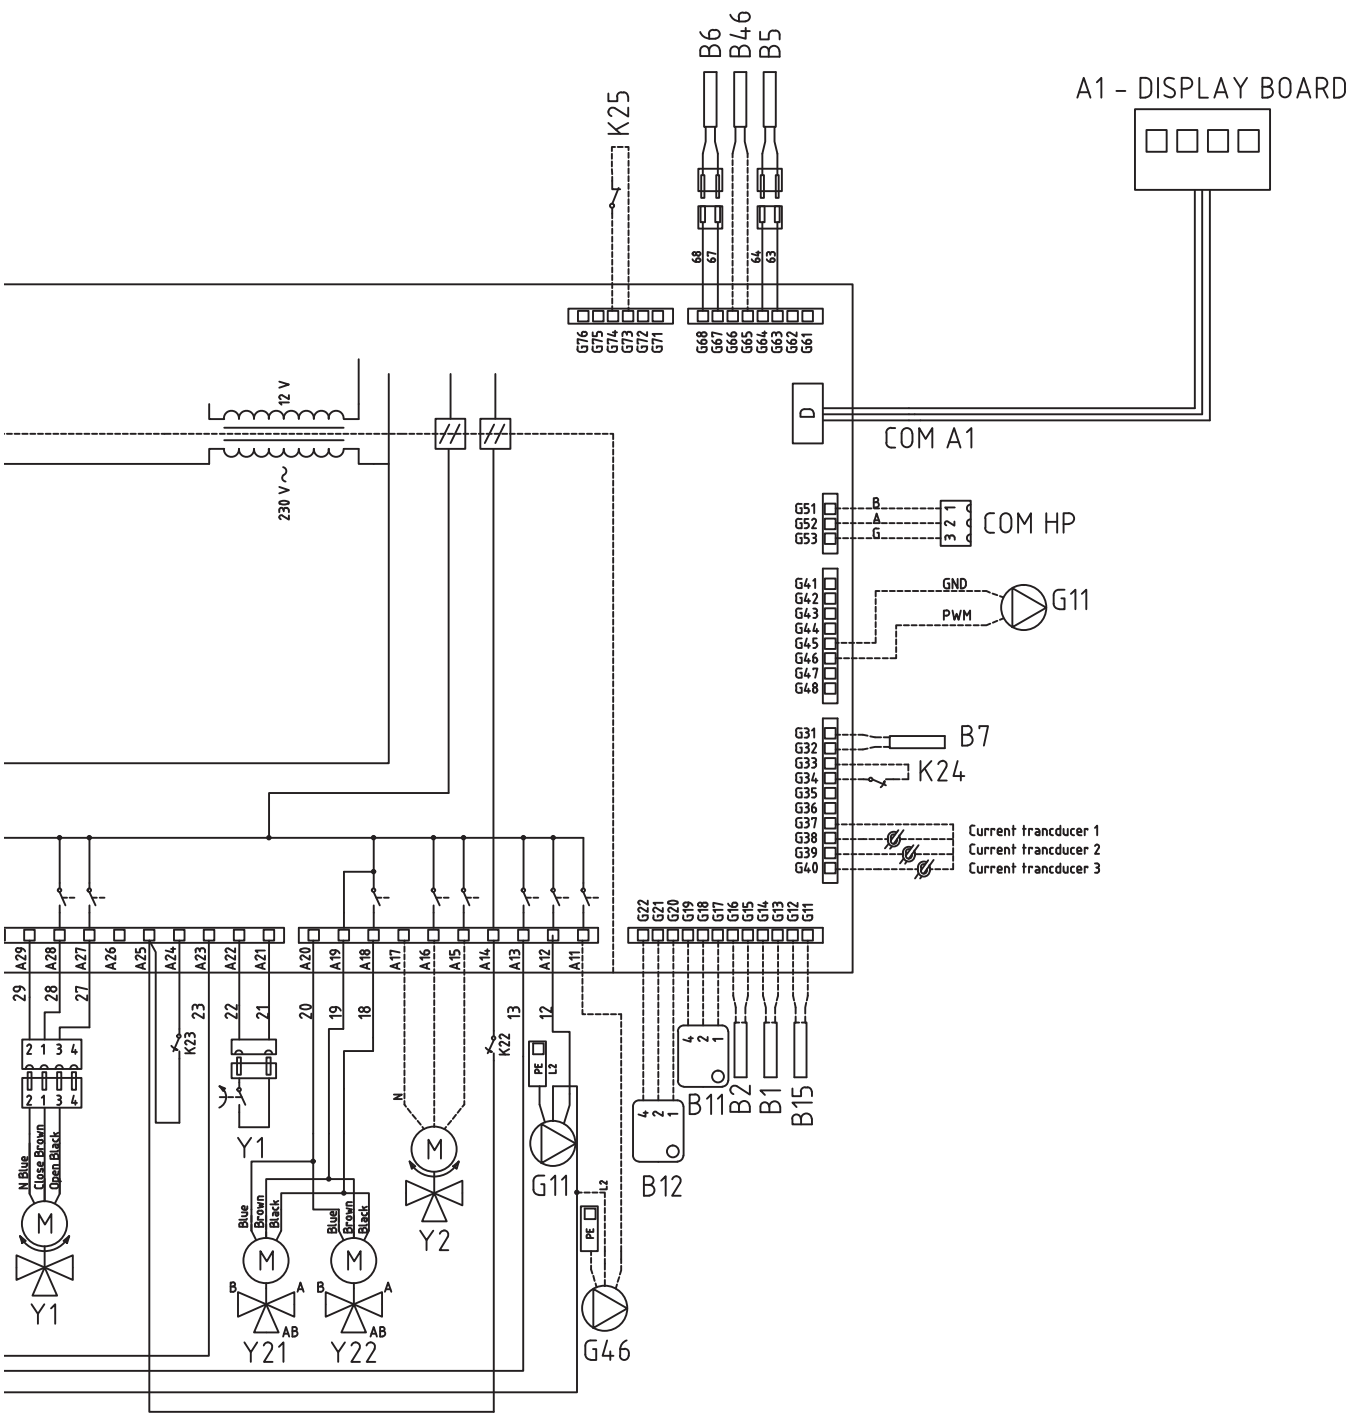 B6
B46
B5
A1 - DISPLAY BOARD
K25
68
67
64
63
G76
G75
G74
G73
G72
G71
G68
G67
G66
G65
G64
G63
G62
G61
12 V
230 V ~
D
COM A1
G51
G52
G53
B
A
G
1
2
3
COM HP
G41
G42
G43
G44
G45
G46
G47
G48
GND
PWM
G11
G31
G32
G33
G34
G35
G36
G37
G38
G39
G40
B7
K24
Current trancducer 1
Current trancducer 2
Current trancducer 3
G22
G21
G20
G19
G18
G17
G16
G15
G14
G13
G12
G11
A29
A28
A27
A26
A25
A24
A23
A22
A21
A20
A19
A18
A17
A16
A15
A14
A13
A12
A11
29
28
27
23
22
21
20
19
18
13
12
2 1 3 4
2 1 3 4
K23
K22
PE
L2
4 2 1
B11
B2
B1
B15
4 2 1
B12
N
M
Y2
Y1
G11
N Blue
Close Brown
Open Black
M
Y1
Blue
Brown
Black
Blue
Brown
Black
M
M
B
A
AB
B
A
AB
Y21
Y22
L2
PE
G46